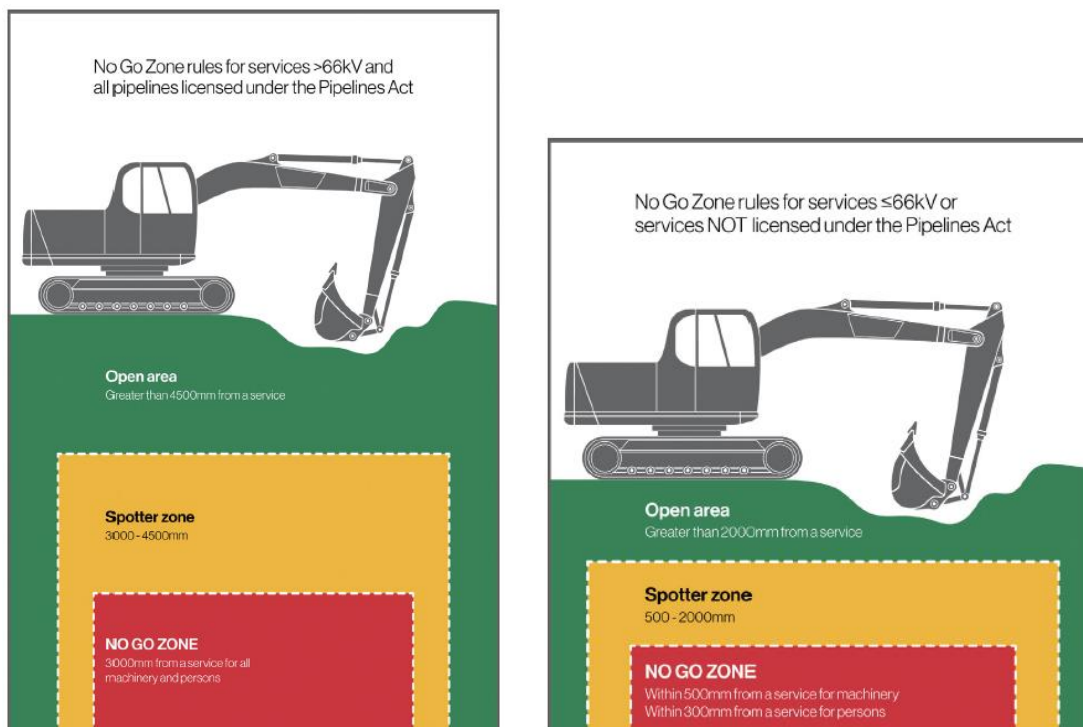 No Go Zone rules for services >66kV and
all pipelines licensed under the Pipelines Act
Open area
Greater than 4500mm from a service
Spotter zone
3000 - 4500mm
NO GO ZONE
3000mm from a service for all
machinery and persons
No Go Zone rules for services ≤66kV or
services NOT licensed under the Pipelines Act
Open area
Greater than 2000mm from a service
Spotter zone
500 - 2000mm
NO GO ZONE
Within 500mm from a service for machinery
Within 300mm from a service for persons